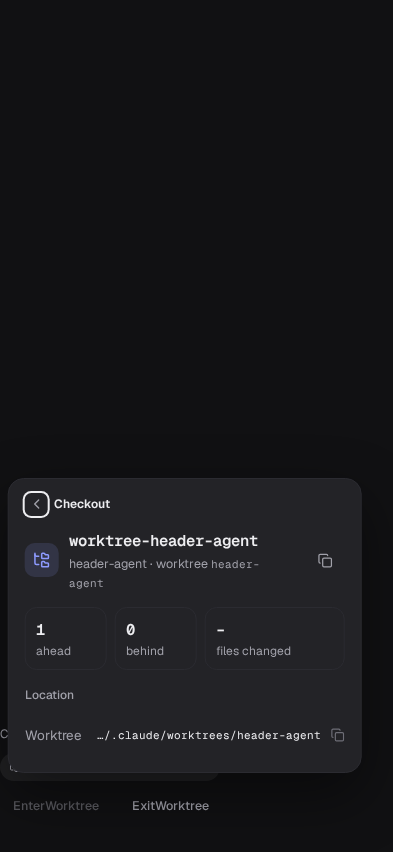 Checkout
worktree-header-agent
header-agent · worktree header-
agent
1
ahead
0
behind
–
files changed
Location
Worktree …/.claude/worktrees/header-agent
EnterWorktree ExitWorktree